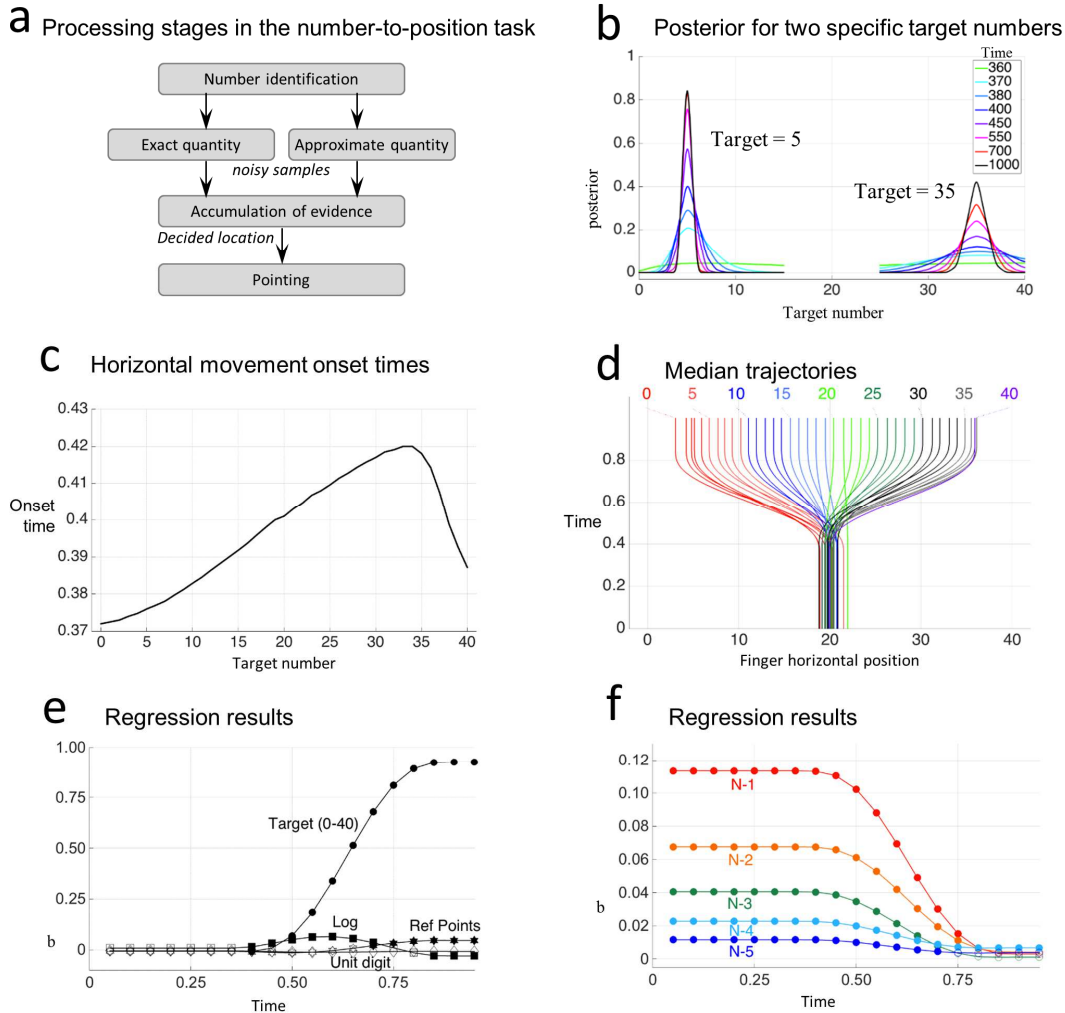 a Processing stages in the number-to-position task
Number identification
Exact quantity
Approximate quantity
noisy samples
Accumulation of evidence
Decided location
Pointing
b Posterior for two specific target numbers
Time
360
370
380
400
450
550
700
1000
Target = 5
Target = 35
1
0.8
0.6
0.4
0.2
0
posterior
0 10 20 30 40
Target number
c Horizontal movement onset times
0.43
0.42
0.41
0.4
0.39
0.38
0.37
Onset
time
0 5 10 15 20 25 30 35 40
Target number
d Median trajectories
0 5 10 15 20 25 30 35 40
0.8
0.6
0.4
0.2
0
Time
0 10 20 30 40
Finger horizontal position
e Regression results
1.00
0.75
0.50
0.25
0
b
Target (0-40)
Log
Ref Points
Unit digit
0 0.25 0.50 0.75
Time
f Regression results
0.12
0.10
0.08
0.06
0.04
0.02
0
b
N-1
N-2
N-3
N-4
N-5
0 0.25 0.50 0.75
Time